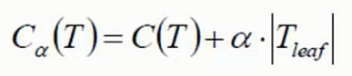 C_α(T) = C(T) + α · |T_leaf|